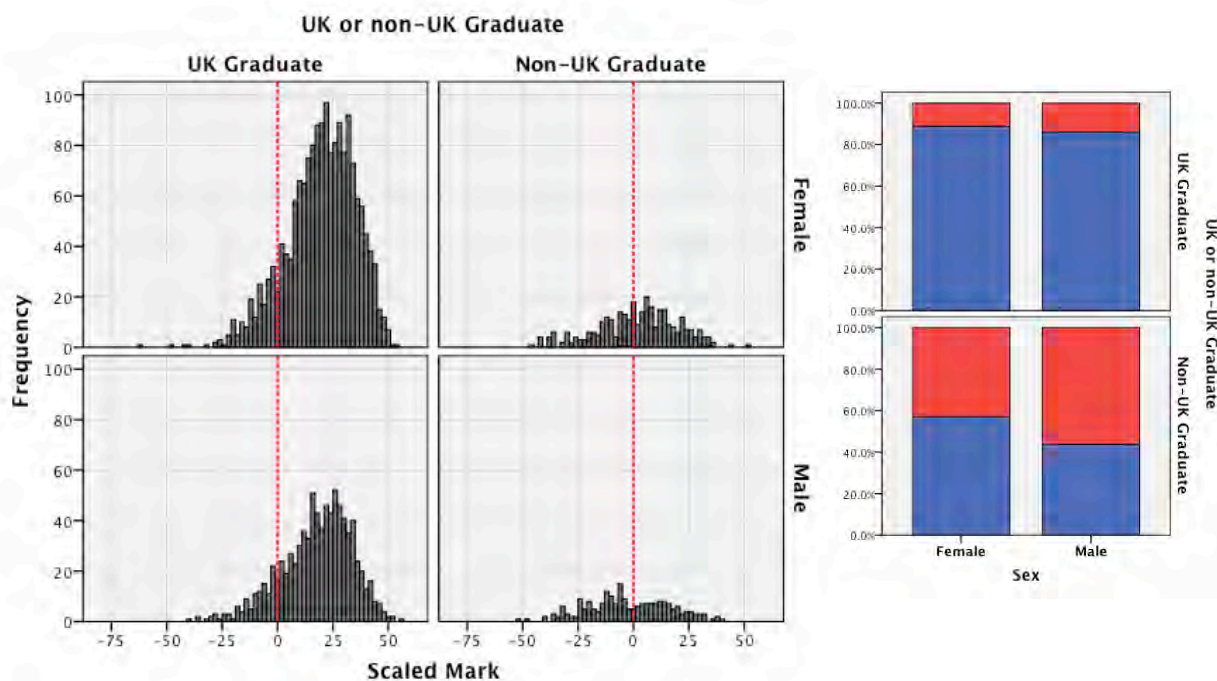 UK or non-UK Graduate
UK Graduate
Non-UK Graduate
100
80
60
40
20
0
Female
100
80
60
40
20
0
Male
Frequency
-75
-50
-25
0
25
50
-75
-50
-25
0
25
50
Scaled Mark
100.0%
80.0%
60.0%
40.0%
20.0%
0.0%
UK Graduate
100.0%
80.0%
60.0%
40.0%
20.0%
0.0%
Non-UK Graduate
UK or non-UK Graduate
Female
Male
Sex